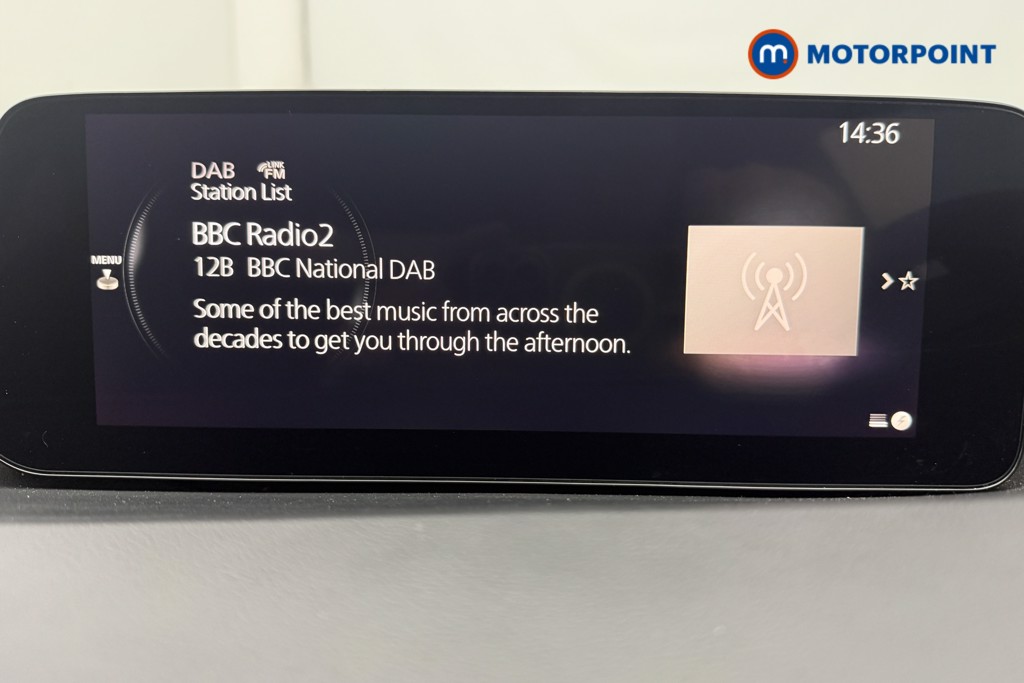 m. MOTORPOINT
14:36
DAB LINK FM
Station List
BBC Radio2
MENU
12B BBC National DAB
Some of the best music from across the
decades to get you through the afternoon.